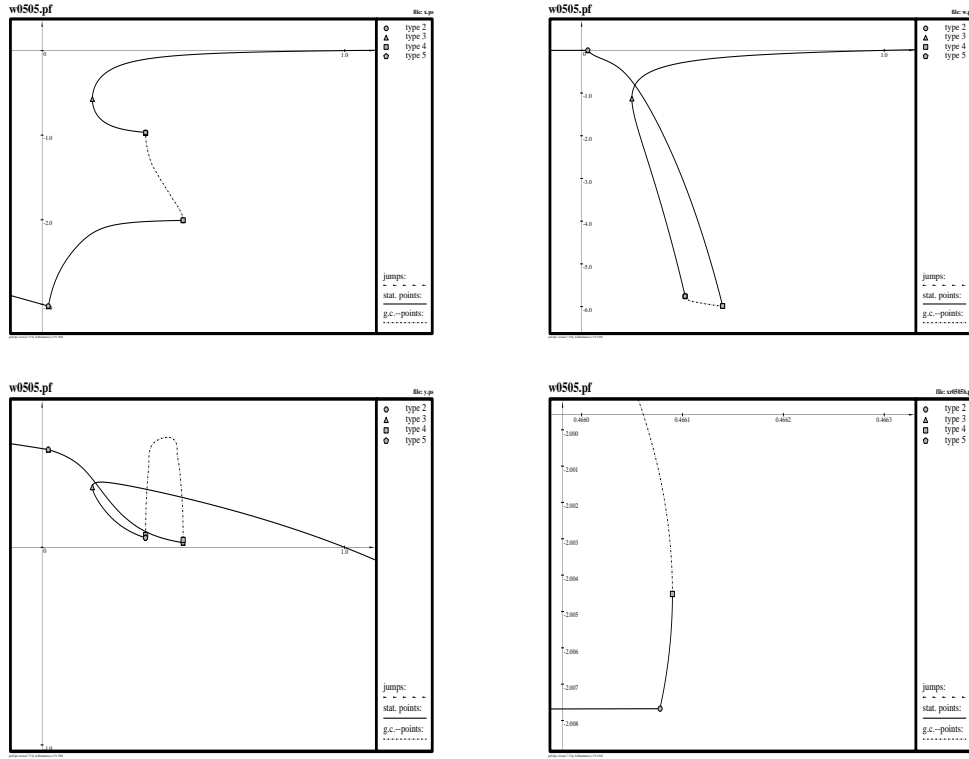 w0505.pf
file: x.ps
0
1.0
-1.0
-2.0
type 2
type 3
type 4
type 5
jumps:
stat. points:
g.c.--points:
w0505.pf
file: w.p
0
1.0
-1.0
-2.0
-3.0
-4.0
-5.0
-6.0
type 2
type 3
type 4
type 5
jumps:
stat. points:
g.c.--points:
w0505.pf
file: y.ps
0
1.0
type 2
type 3
type 4
type 5
jumps:
stat. points:
g.c.--points:
w0505.pf
0.4660
0.4661
0.4662
0.4663
-2.000
-2.001
-2.002
-2.003
-2.004
-2.005
-2.006
-2.007
-2.008
type 2
type 3
type 4
type 5
jumps:
stat. points:
g.c.--points: